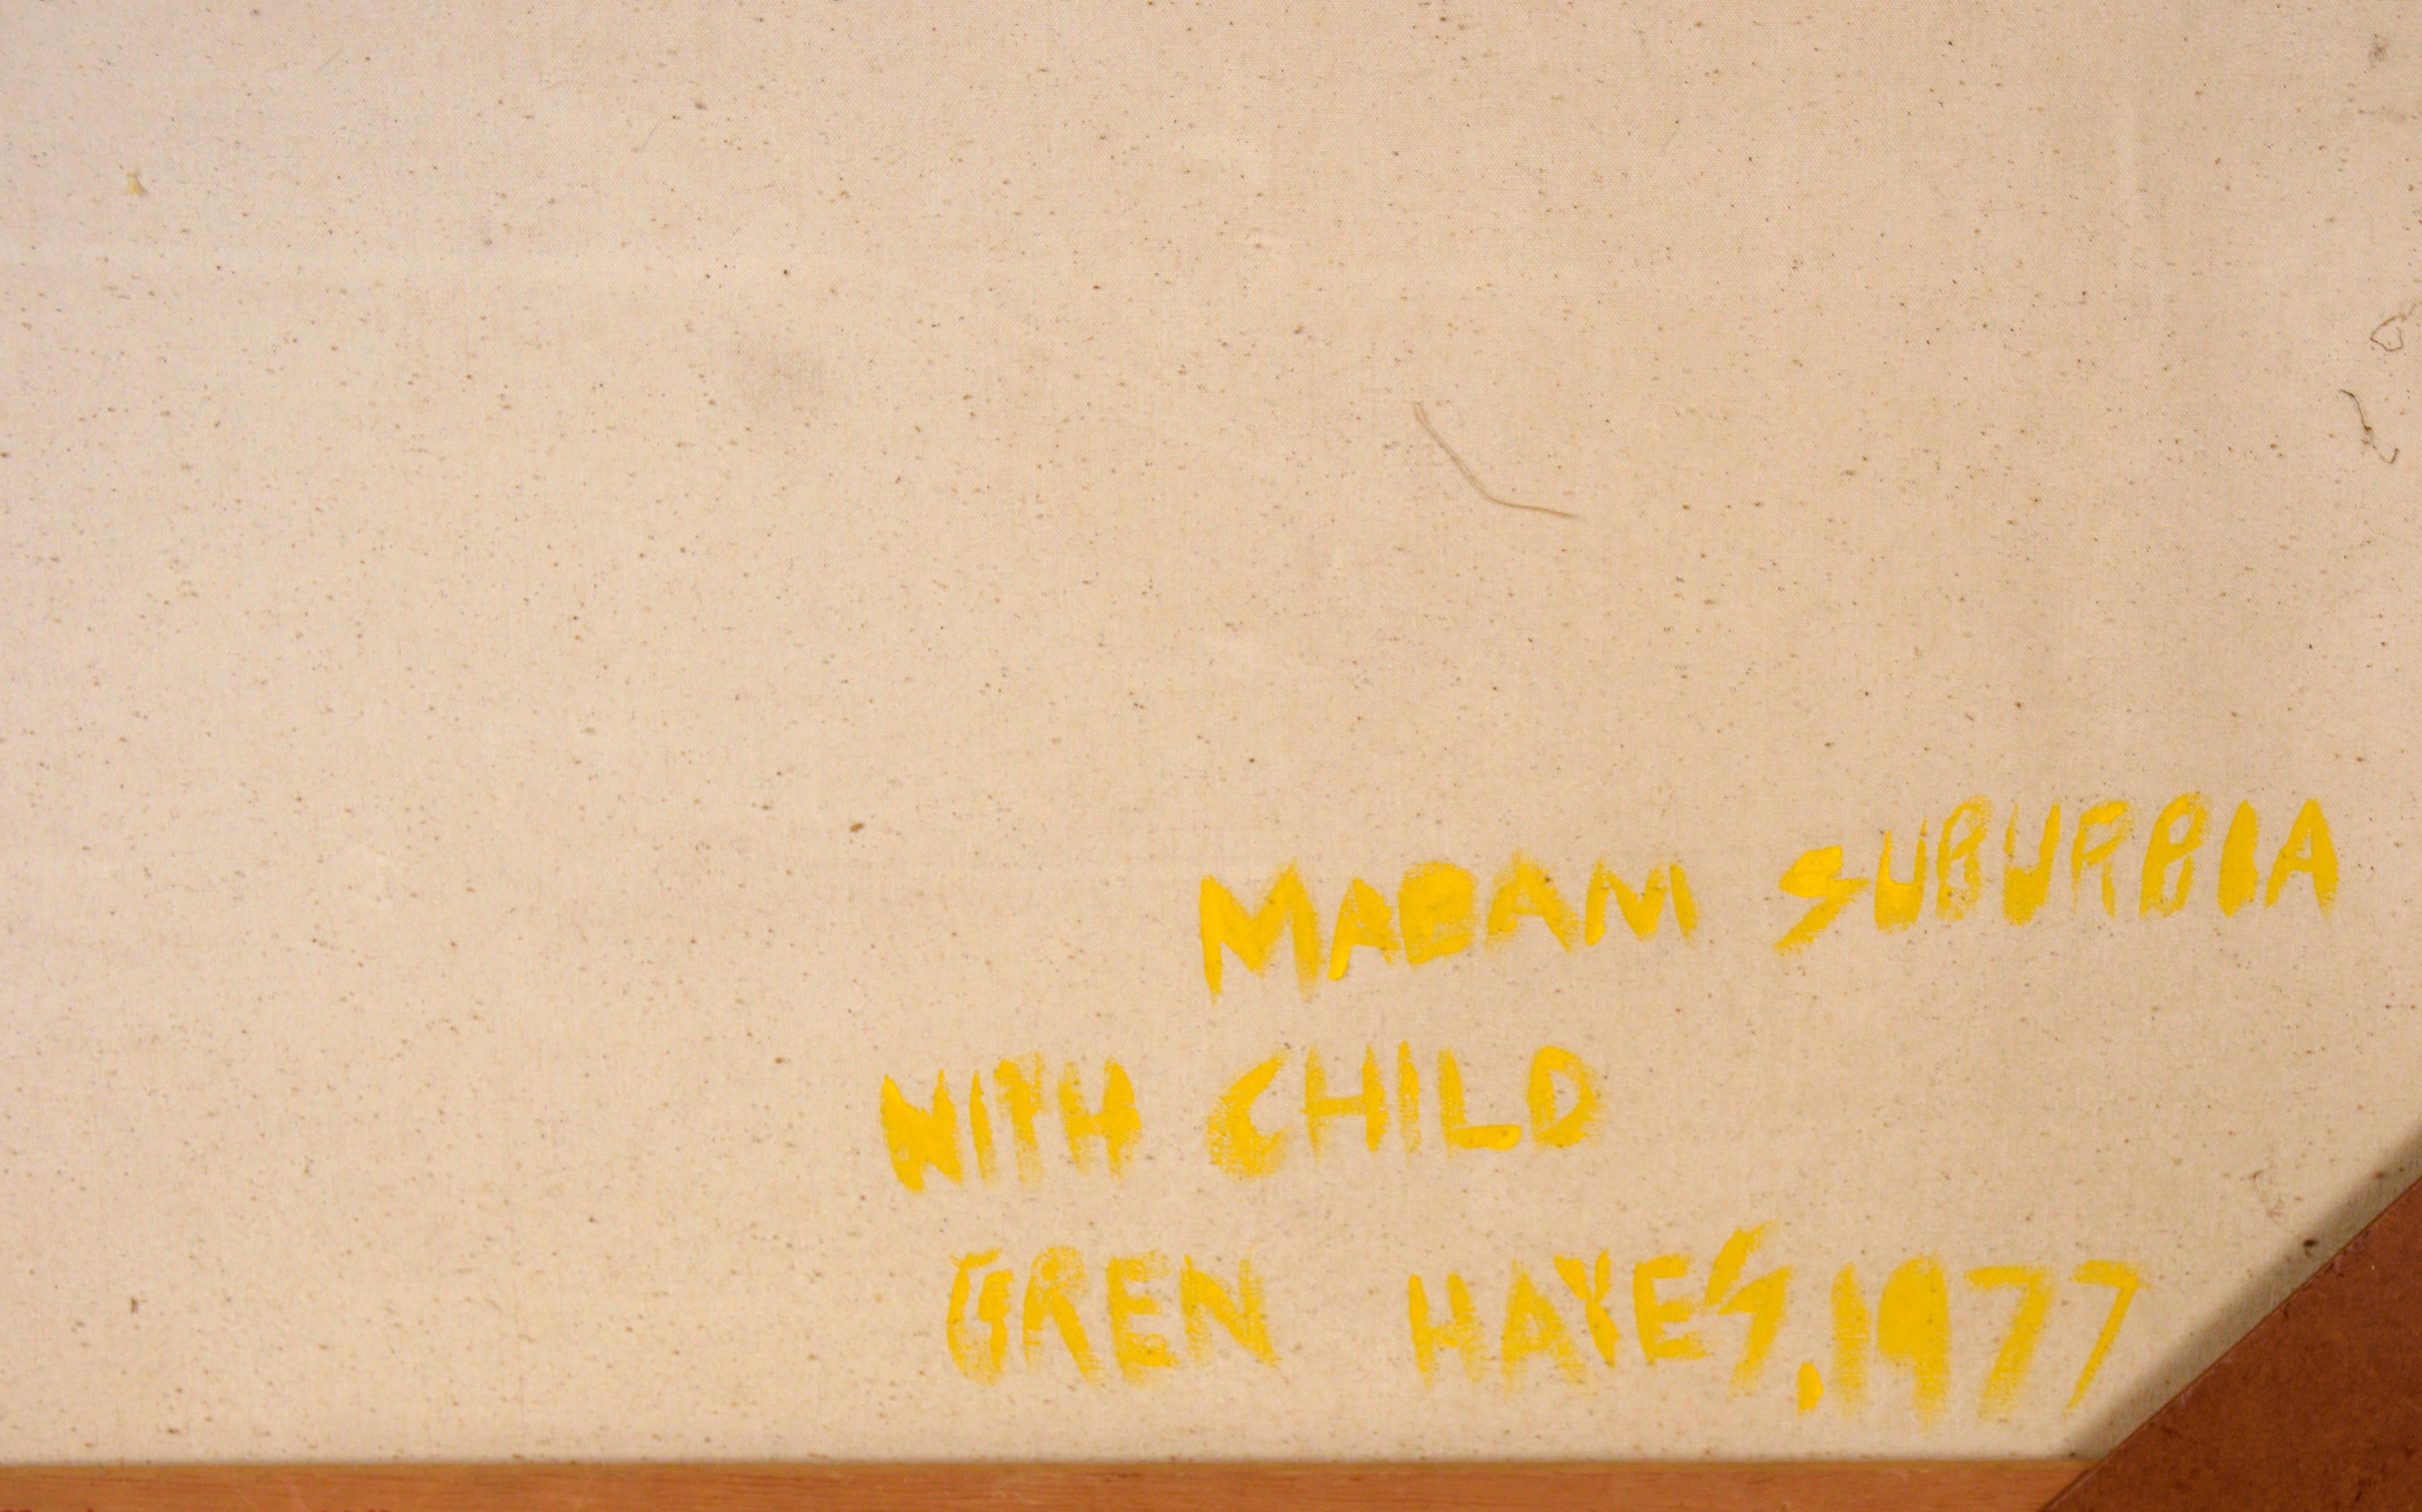 MADAM SUBURBIA
WITH CHILD
GREN HAYES, 1977